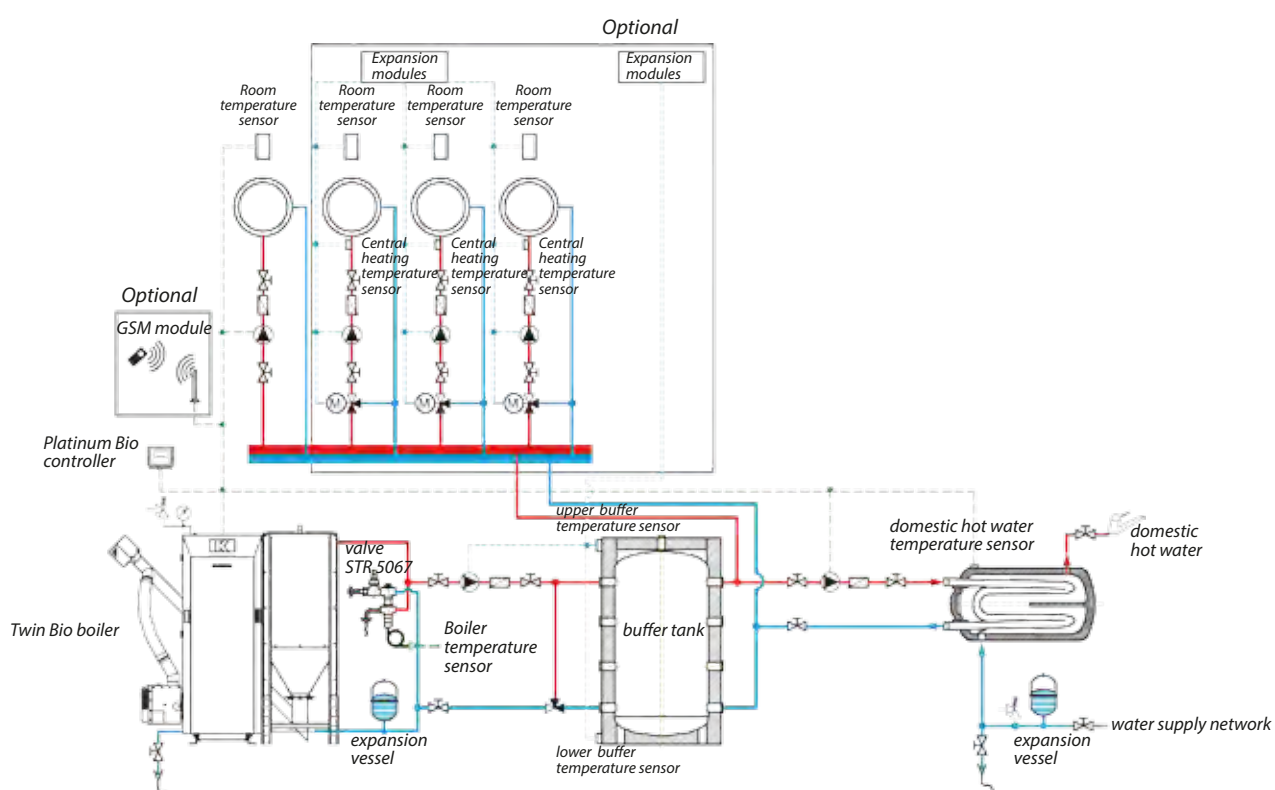 Optional
Expansion
modules
Expansion
modules
Room
temperature
sensor
Room
temperature
sensor
Room
temperature
sensor
Room
temperature
sensor
Central
heating
temperature
sensor
Central
heating
temperature
sensor
Central
heating
temperature
sensor
Optional
GSM module
M
M
M
Platinum Bio
controller
upper buffer
temperature sensor
domestic hot water
temperature sensor
domestic
hot water
valve
STR 5067
K
Twin Bio boiler
Boiler
temperature
sensor
buffer tank
expansion
vessel
lower buffer
temperature sensor
expansion
vessel
water supply network